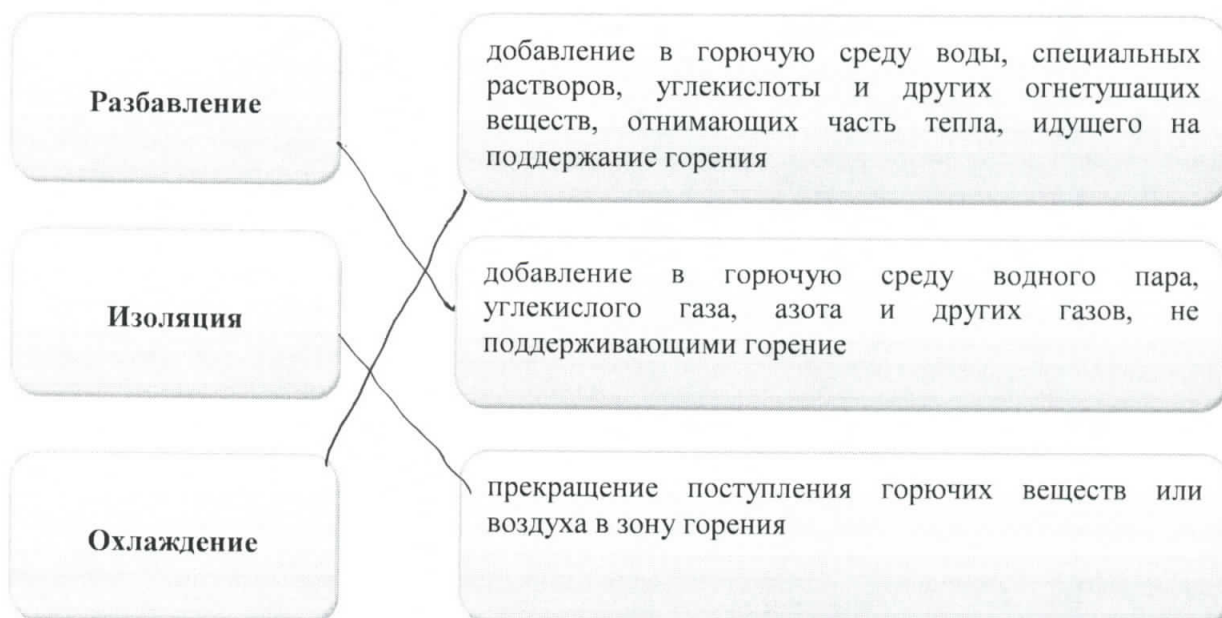 Разбавление
добавление в горючую среду воды, специальных
растворов, углекислоты и других огнетушащих
веществ, отнимающих часть тепла, идущего на
поддержание горения
Изоляция
добавление в горючую среду водного пара,
углекислого газа, азота и других газов, не
поддерживающими горение
Охлаждение
прекращение поступления горючих веществ или
воздуха в зону горения